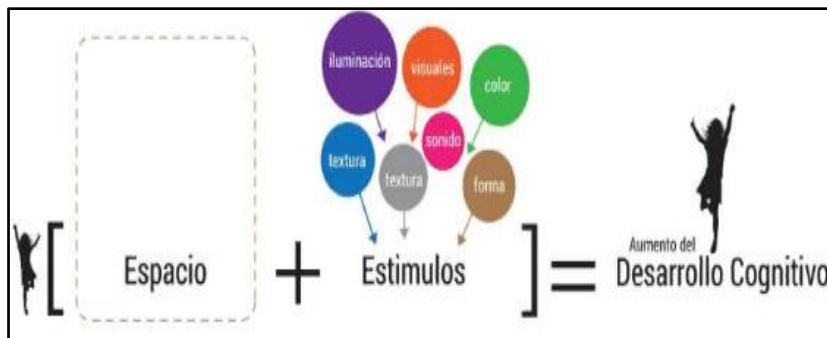 iluminación
visuales
color
sonido
textura
textura
forma
[ Espacio + Estimulos ] = Aumento del
Desarrollo Cognitivo